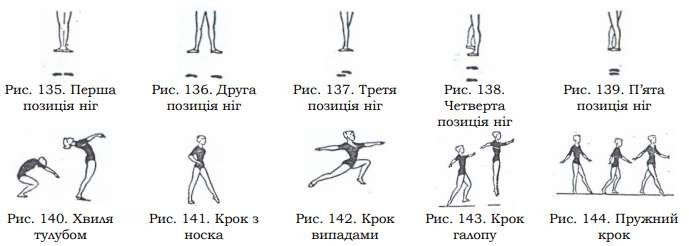 Рис. 135. Перша
позиція ніг
Рис. 136. Друга
позиція ніг
Рис. 137. Третя
позиція ніг
Рис. 138.
Четверта
позиція ніг
Рис. 139. П'ята
позиція ніг
Рис. 140. Хвиля
тулубом
Рис. 141. Крок з
носка
Рис. 142. Крок
випадами
Рис. 143. Крок
галопу
Рис. 144. Пружний
крок